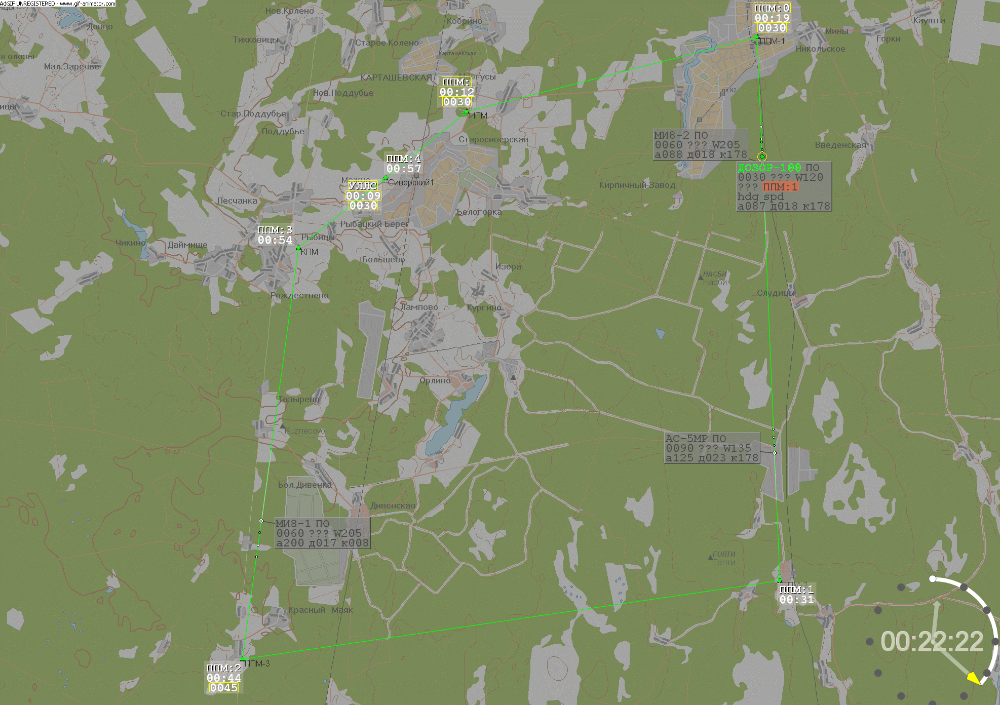 AdGIF UNREGISTERED - www.gif-animator.com
Нов.Колено
Кобрино
ППМ:0
00:19
0030
Каушта
Донцо
Тихковицы
Старое Колено
ППМ-1
Мины
Горки
Никольское
Карташевская
Мал.Заречье
КАРТАШЕВСКАЯ
ППМ:
00:12
0030
ИПМ
пл.N2
Нов.Поддубье
Стар.Поддубье
Поддубье
Старосиверская
МИ8-2 ПО
0060 ??? W205
а088 д018 к178
Введенская
ППМ:4
00:57
Сиверский1
ДОЗОР-100 ПО
0030 ??? W120
??? ППМ:1
hdg spd
а087 д018 к178
УЛЛС
00:09
0030
Кирпичный Завод
Песчанка
Белогорка
Рыбацкий Берег
ППМ:3
00:54
Рыбицы
КПМ
Чикино
Даймище
Большево
Изора
НАСБИ
Насби
Рождествено
Слудицы
Лампово
Кургино
Орлино
Тозырево
Kuznecovo
АС-5МР ПО
0090 ??? W135
а125 д023 к178
Бол.Дивенка
Дивенская
МИ8-1 ПО
0060 ??? W205
а200 д017 к008
ГОЛТИ
Голти
ППМ-2
ППМ:1
00:31
Красный Маяк
00:22:22
ППМ-3
ППМ:2
00:44
0045